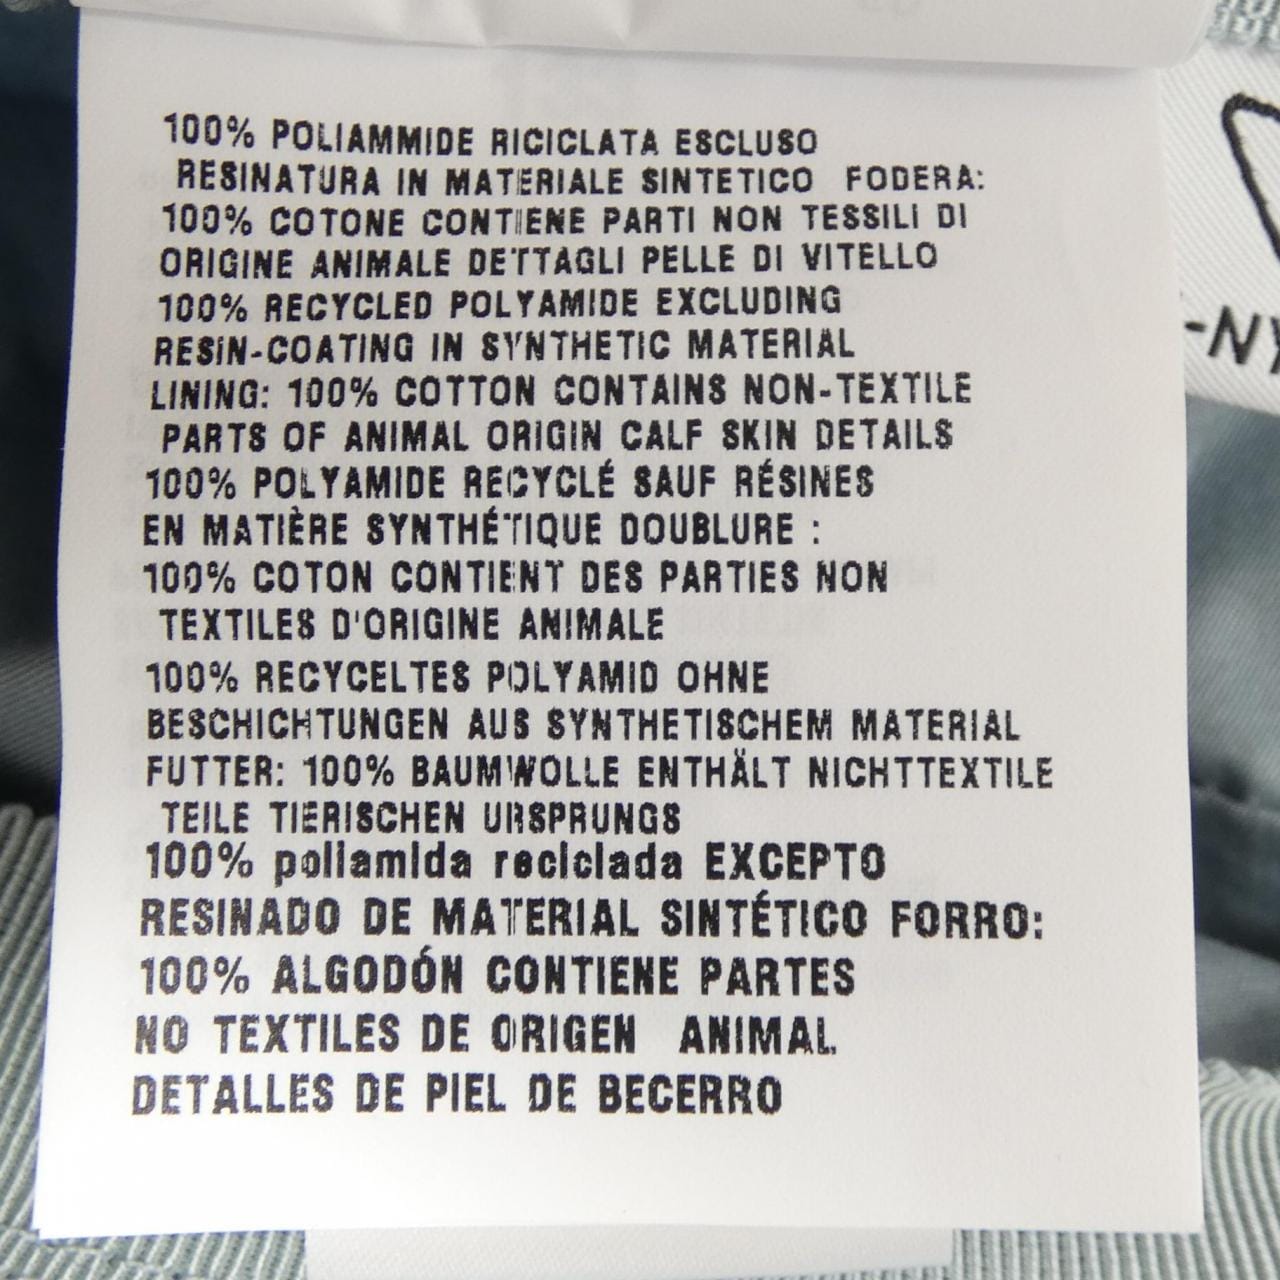 100% POLIAMMIDE RICICLATA ESCLUSO
RESINATURA IN MATERIALE SINTETICO FODERA:
100% COTONE CONTIENE PARTI NON TESSILI DI
ORIGINE ANIMALE DETTAGLI PELLE DI VITELLO
100% RECYCLED POLYAMIDE EXCLUDING
RESIN-COATING IN SYNTHETIC MATERIAL
LINING: 100% COTTON CONTAINS NON-TEXTILE
PARTS OF ANIMAL ORIGIN CALF SKIN DETAILS
100% POLYAMIDE RECYCLÉ SAUF RÉSINES
EN MATIÈRE SYNTHÉTIQUE DOUBLURE :
100% COTON CONTIENT DES PARTIES NON
TEXTILES D'ORIGINE ANIMALE
100% RECYCELTES POLYAMID OHNE
BESCHICHTUNGEN AUS SYNTHETISCHEM MATERIAL
FUTTER: 100% BAUMWOLLE ENTHÄLT NICHTTEXTILE
TEILE TIERISCHEN URSPRUNGS
100% poliamida reciclada EXCEPTO
RESINADO DE MATERIAL SINTÉTICO FORRO:
100% ALGODÓN CONTIENE PARTES
NO TEXTILES DE ORIGEN ANIMAL
DETALLES DE PIEL DE BECERRO
-NY